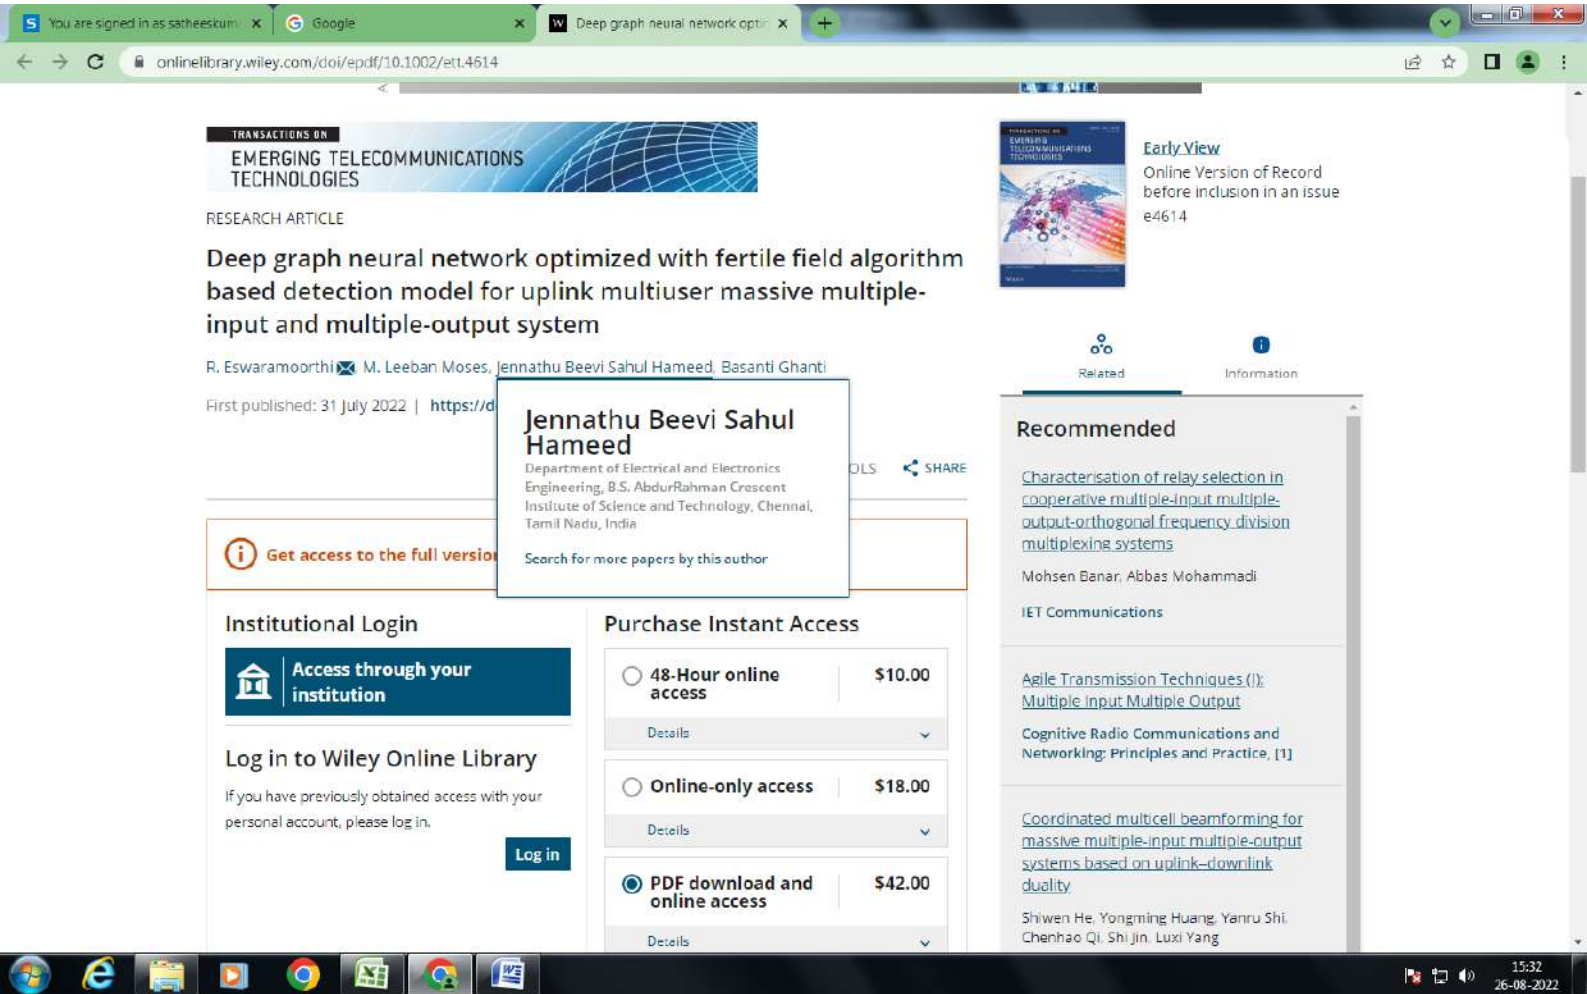 You are signed in as satheeskum
Google
Deep graph neural network opti
onlinelibrary.wiley.com/doi/epdf/10.1002/ett.4614
TRANSACTIONS ON
EMERGING TELECOMMUNICATIONS
TECHNOLOGIES
RESEARCH ARTICLE
Deep graph neural network optimized with fertile field algorithm
based detection model for uplink multiuser massive multiple-
input and multiple-output system
R. Eswaramoorthi, M. Leeban Moses, Jennathu Beevi Sahul Hameed, Basanti Ghanti
First published: 31 July 2022 | https://d
Jennathu Beevi Sahul
Hameed
Department of Electrical and Electronics
Engineering, B.S. AbdurRahman Crescent
Institute of Science and Technology, Chennai,
Tamil Nadu, India
Search for more papers by this author
OLS
SHARE
Get access to the full version
Institutional Login
Access through your
institution
Log in to Wiley Online Library
If you have previously obtained access with your
personal account, please log in.
Log in
Purchase Instant Access
48-Hour online
access
$10.00
Details
Online-only access
$18.00
Details
PDF download and
online access
$42.00
Details
TRANSACTIONS ON
EMERGING
TELECOMMUNICATIONS
TECHNOLOGIES
Early View
Online Version of Record
before inclusion in an issue
e4614
Related
Information
Recommended
Characterisation of relay selection in
cooperative multiple-input multiple-
output-orthogonal frequency division
multiplexing systems
Mohsen Banar, Abbas Mohammadi
IET Communications
Agile Transmission Techniques (I):
Multiple Input Multiple Output
Cognitive Radio Communications and
Networking: Principles and Practice, [1]
Coordinated multicell beamforming for
massive multiple-input multiple-output
systems based on uplink–downlink
duality
Shiwen He, Yongming Huang, Yanru Shi,
Chenhao Qi, Shi Jin, Luxi Yang
15:32
26-08-2022